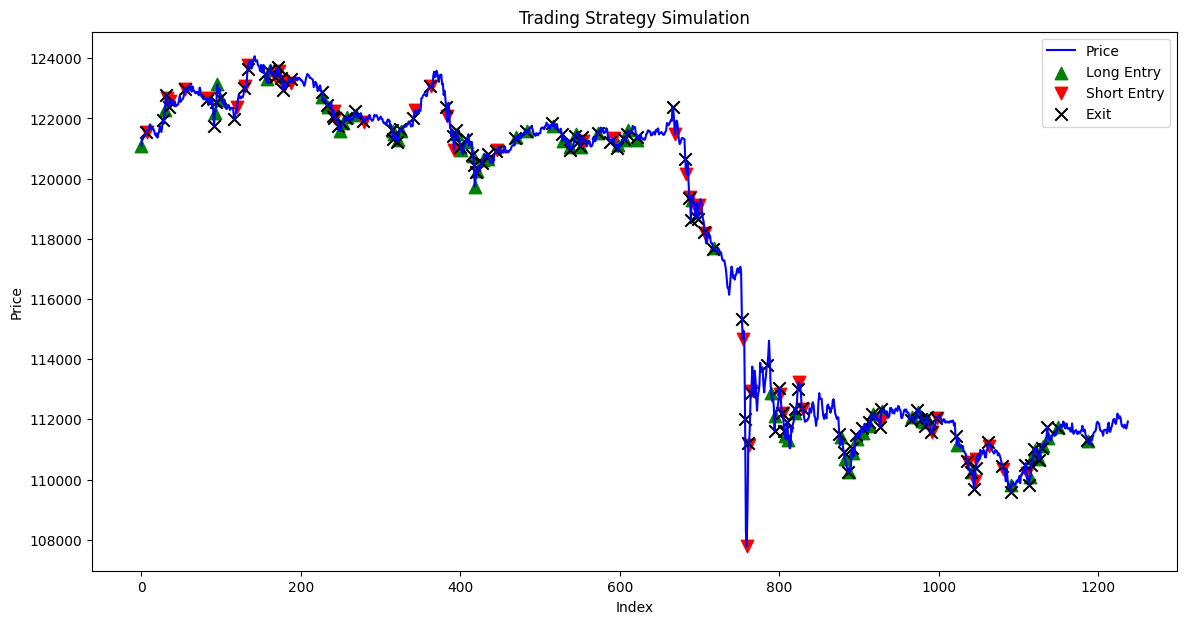 Trading Strategy Simulation
Price
Long Entry
Short Entry
Exit
124000
122000
120000
118000
116000
114000
112000
110000
108000
Price
0
200
400
600
800
1000
1200
Index